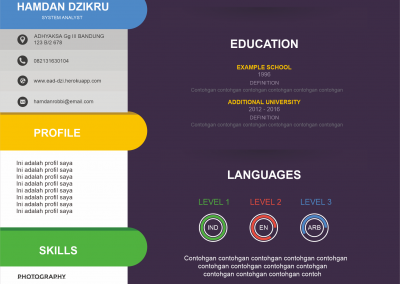 HAMDAN DZIKRU
SYSTEM ANALYST
ADHYAKSA Gg III BANDUNG
123 B/2 678
082131630104
www.ead-dzi.herokuapp.com
hamdanrobbi@email.com
PROFILE
Ini adalah profil saya
Ini adalah profil saya
Ini adalah profil saya
Ini adalah profil saya
Ini adalah profil saya
Ini adalah profil saya
Ini adalah profil saya
Ini adalah profil saya
SKILLS
PHOTOGRAPHY
EDUCATION
EXAMPLE SCHOOL
1990
DEFINITION
Contohgan contohgan contohgan contohgan contohgan contohgan
ADDITIONAL UNIVERSITY
2012 - 2016
DEFINITION
Contohgan contohgan contohgan contohgan contohgan contohgan
LANGUAGES
LEVEL 1 LEVEL 2 LEVEL 3
IND EN ARB
Contohgan contohgan contohgan contohgan contohgan
contohgan contohgan contohgan contohgan
contohgan contohgan contohgan contoh